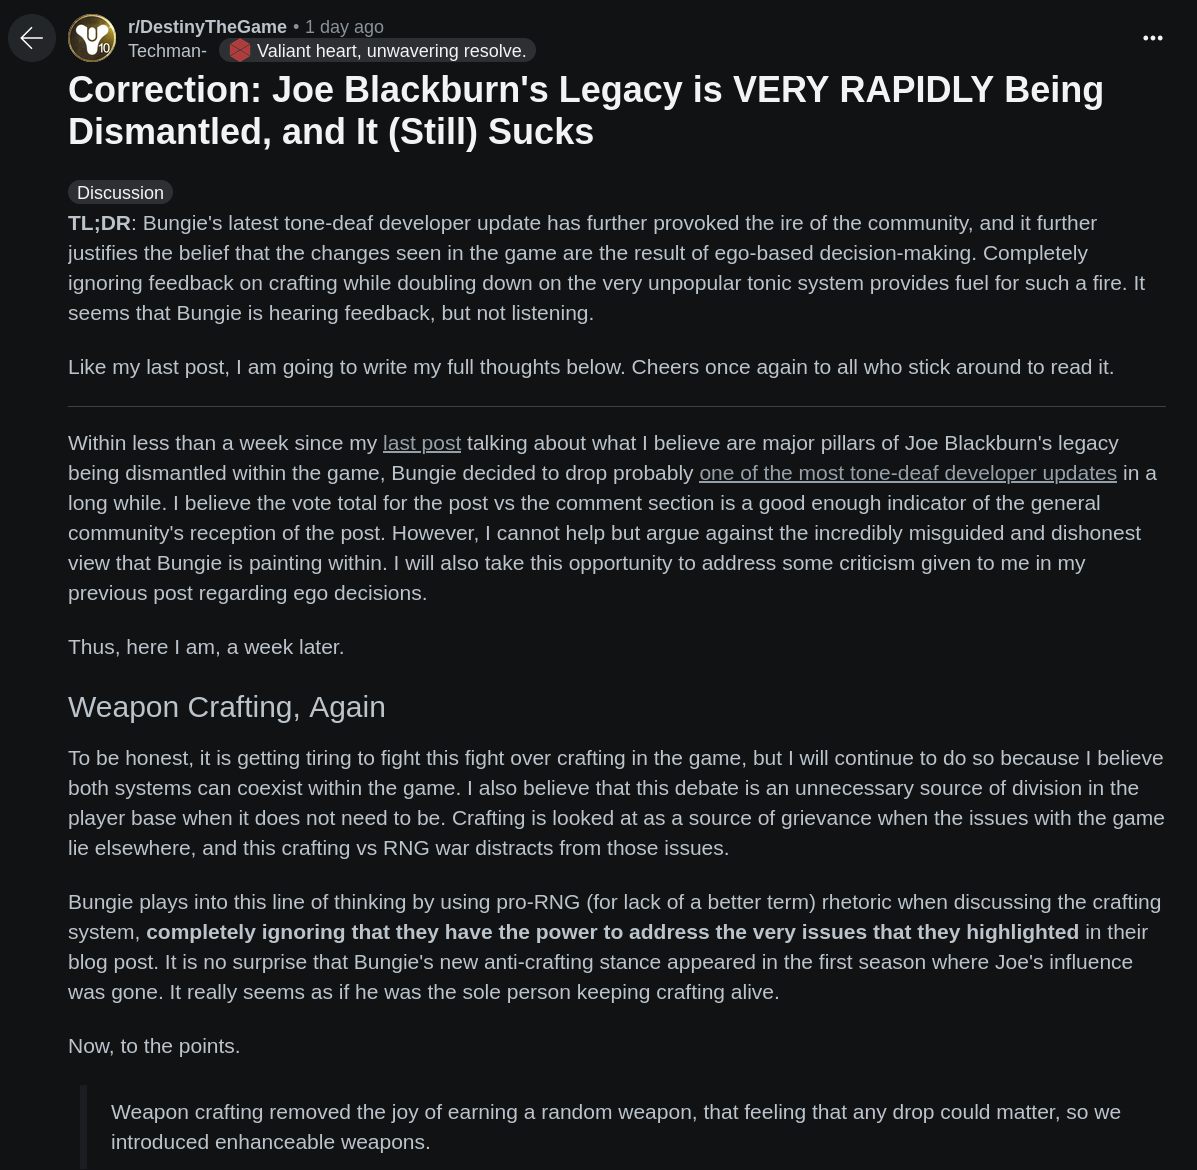 r/DestinyTheGame • 1 day ago
Techman- Valiant heart, unwavering resolve.
10
Correction: Joe Blackburn's Legacy is VERY RAPIDLY Being
Dismantled, and It (Still) Sucks
Discussion
TL;DR: Bungie's latest tone-deaf developer update has further provoked the ire of the community, and it further
justifies the belief that the changes seen in the game are the result of ego-based decision-making. Completely
ignoring feedback on crafting while doubling down on the very unpopular tonic system provides fuel for such a fire. It
seems that Bungie is hearing feedback, but not listening.
Like my last post, I am going to write my full thoughts below. Cheers once again to all who stick around to read it.
Within less than a week since my last post talking about what I believe are major pillars of Joe Blackburn's legacy
being dismantled within the game, Bungie decided to drop probably one of the most tone-deaf developer updates in a
long while. I believe the vote total for the post vs the comment section is a good enough indicator of the general
community's reception of the post. However, I cannot help but argue against the incredibly misguided and dishonest
view that Bungie is painting within. I will also take this opportunity to address some criticism given to me in my
previous post regarding ego decisions.
Thus, here I am, a week later.
Weapon Crafting, Again
To be honest, it is getting tiring to fight this fight over crafting in the game, but I will continue to do so because I believe
both systems can coexist within the game. I also believe that this debate is an unnecessary source of division in the
player base when it does not need to be. Crafting is looked at as a source of grievance when the issues with the game
lie elsewhere, and this crafting vs RNG war distracts from those issues.
Bungie plays into this line of thinking by using pro-RNG (for lack of a better term) rhetoric when discussing the crafting
system, completely ignoring that they have the power to address the very issues that they highlighted in their
blog post. It is no surprise that Bungie's new anti-crafting stance appeared in the first season where Joe's influence
was gone. It really seems as if he was the sole person keeping crafting alive.
Now, to the points.
Weapon crafting removed the joy of earning a random weapon, that feeling that any drop could matter, so we
introduced enhanceable weapons.